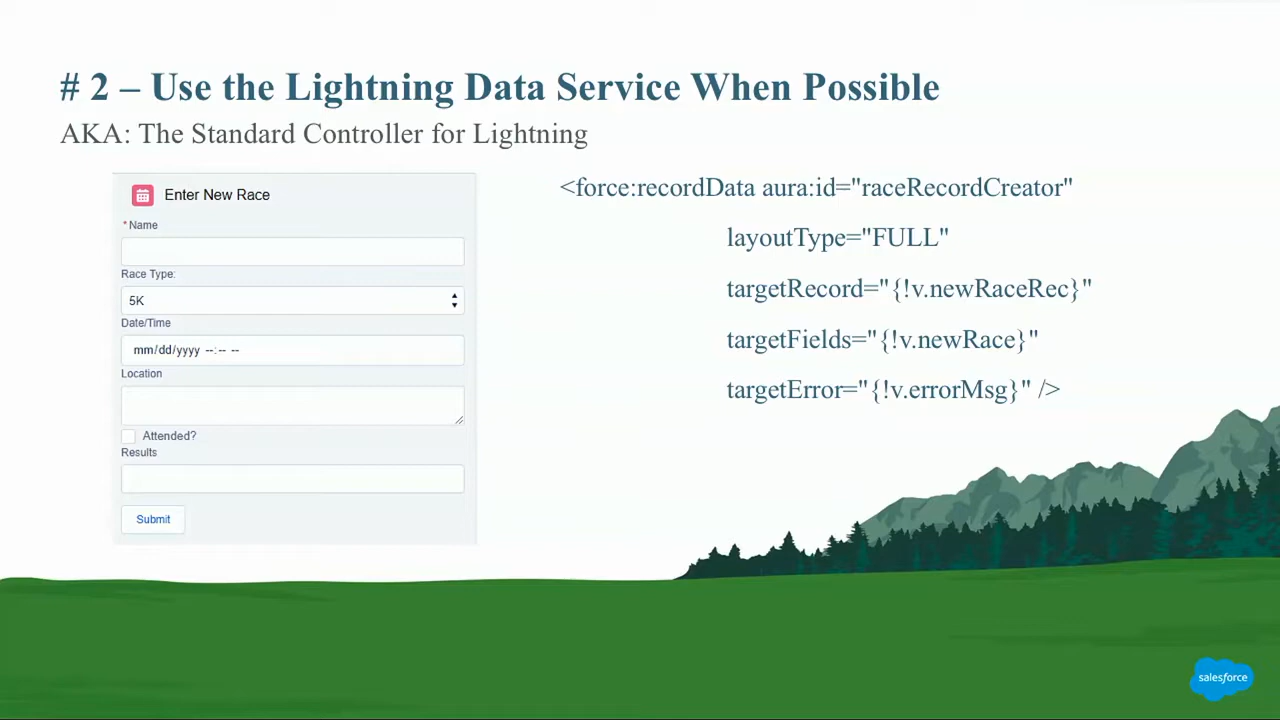 # 2 – Use the Lightning Data Service When Possible
AKA: The Standard Controller for Lightning
Enter New Race
*Name
Race Type:
5K
Date/Time
mm/dd/yyyy --:-- --
Location
Attended?
Results
Submit
<force:recordData aura:id="raceRecordCreator"
layoutType="FULL"
targetRecord="{!v.newRaceRec}"
targetFields="{!v.newRace}"
targetError="{!v.errorMsg}" />
salesforce